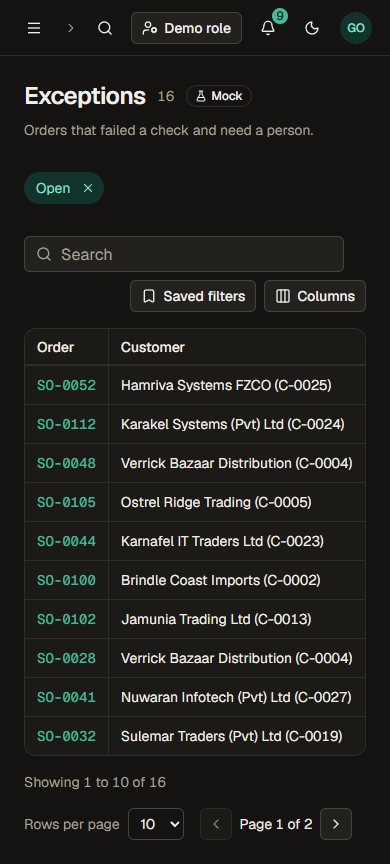 Demo role
9
GO
Exceptions 16 Mock
Orders that failed a check and need a person.
Open
Search
Saved filters Columns
Order Customer
SO-0052 Hamriva Systems FZCO (C-0025)
SO-0112 Karakel Systems (Pvt) Ltd (C-0024)
SO-0048 Verrick Bazaar Distribution (C-0004)
SO-0105 Ostrel Ridge Trading (C-0005)
SO-0044 Karnafel IT Traders Ltd (C-0023)
SO-0100 Brindle Coast Imports (C-0002)
SO-0102 Jamunia Trading Ltd (C-0013)
SO-0028 Verrick Bazaar Distribution (C-0004)
SO-0041 Nuwaran Infotech (Pvt) Ltd (C-0027)
SO-0032 Sulemar Traders (Pvt) Ltd (C-0019)
Showing 1 to 10 of 16
Rows per page 10 Page 1 of 2